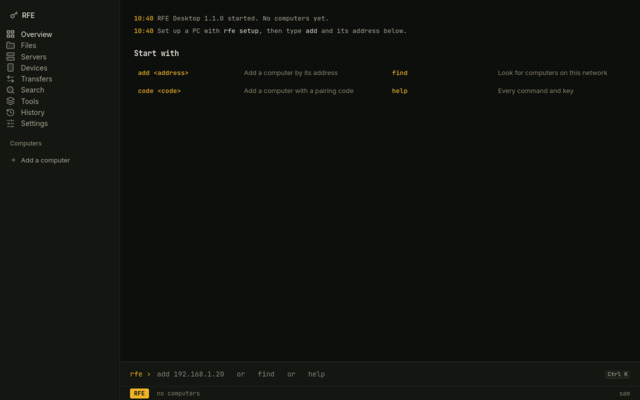 RFE
Overview
Files
Servers
Devices
Transfers
Search
Tools
History
Settings
Computers
+ Add a computer
10:40 RFE Desktop 1.1.0 started. No computers yet.
10:40 Set up a PC with rfe setup, then type add and its address below.
Start with
add <address> Add a computer by its address find Look for computers on this network
code <code> Add a computer with a pairing code help Every command and key
rfe › add 192.168.1.20 or find or help Ctrl K
RFE no computers sam